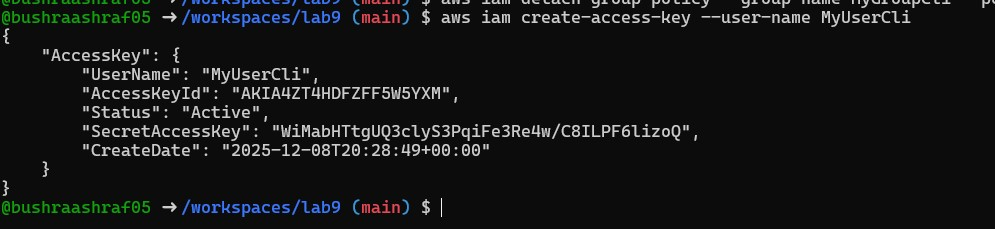 @bushraashraf05 ➜ /workspaces/lab9 (main) $ aws iam detach-group-policy --group-name MyGroupCli
@bushraashraf05 ➜ /workspaces/lab9 (main) $ aws iam create-access-key --user-name MyUserCli
{
    "AccessKey": {
        "UserName": "MyUserCli",
        "AccessKeyId": "AKIA4ZT4HDFZFF5W5YXM",
        "Status": "Active",
        "SecretAccessKey": "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",
        "CreateDate": "2025-12-08T20:28:49+00:00"
    }
}
@bushraashraf05 ➜ /workspaces/lab9 (main) $